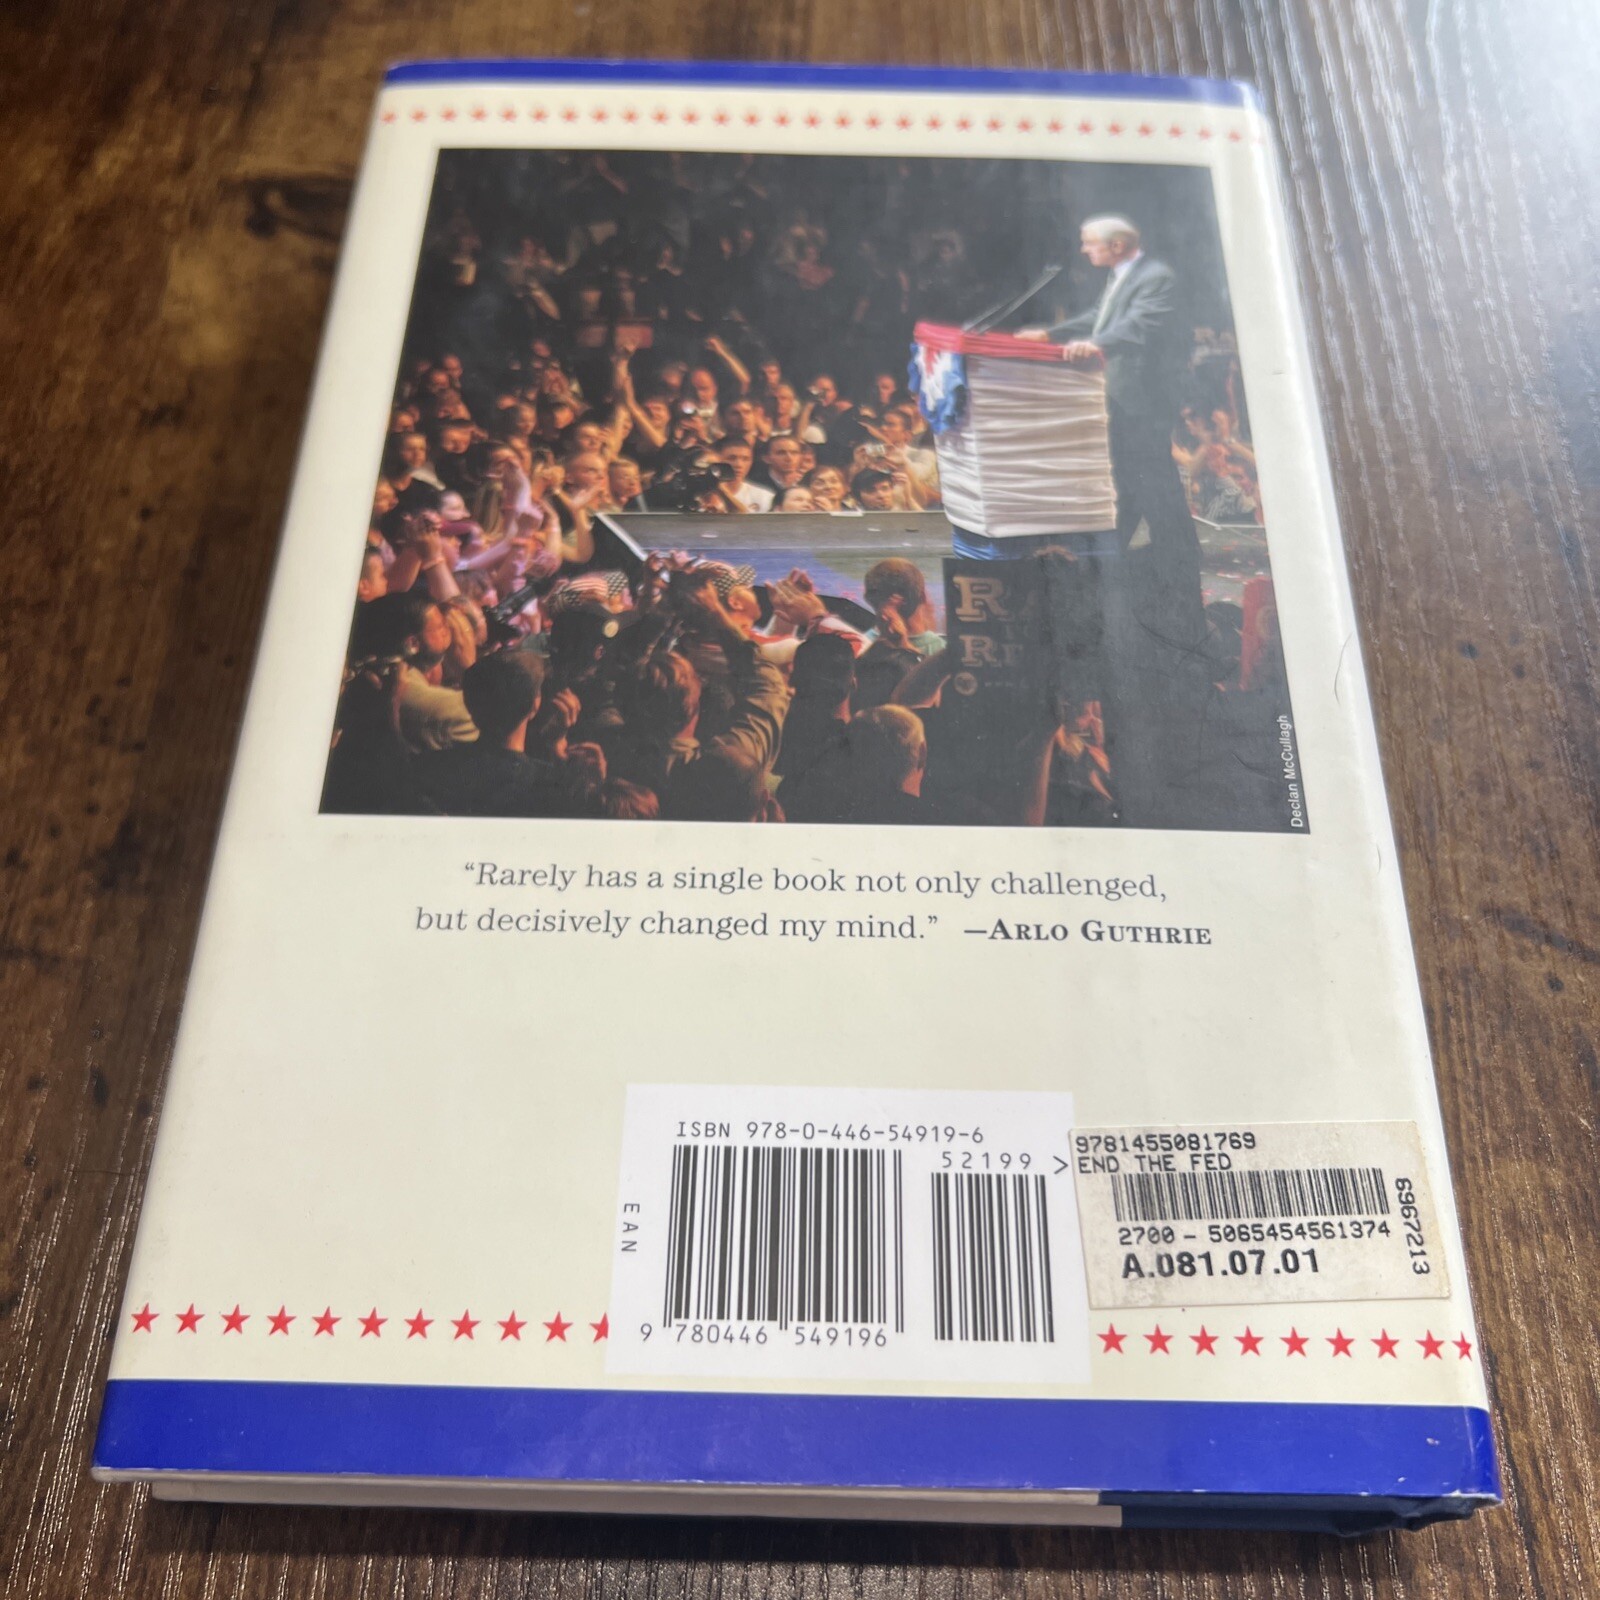 Declan McCullagh
“Rarely has a single book not only challenged,
but decisively changed my mind.” —ARLO GUTHRIE
ISBN 978-0-446-54919-6
52199 >
EAN
9 780446 549196
9781455081769
END THE FED
2700 - 5065454561374
A.081.07.01
6967213